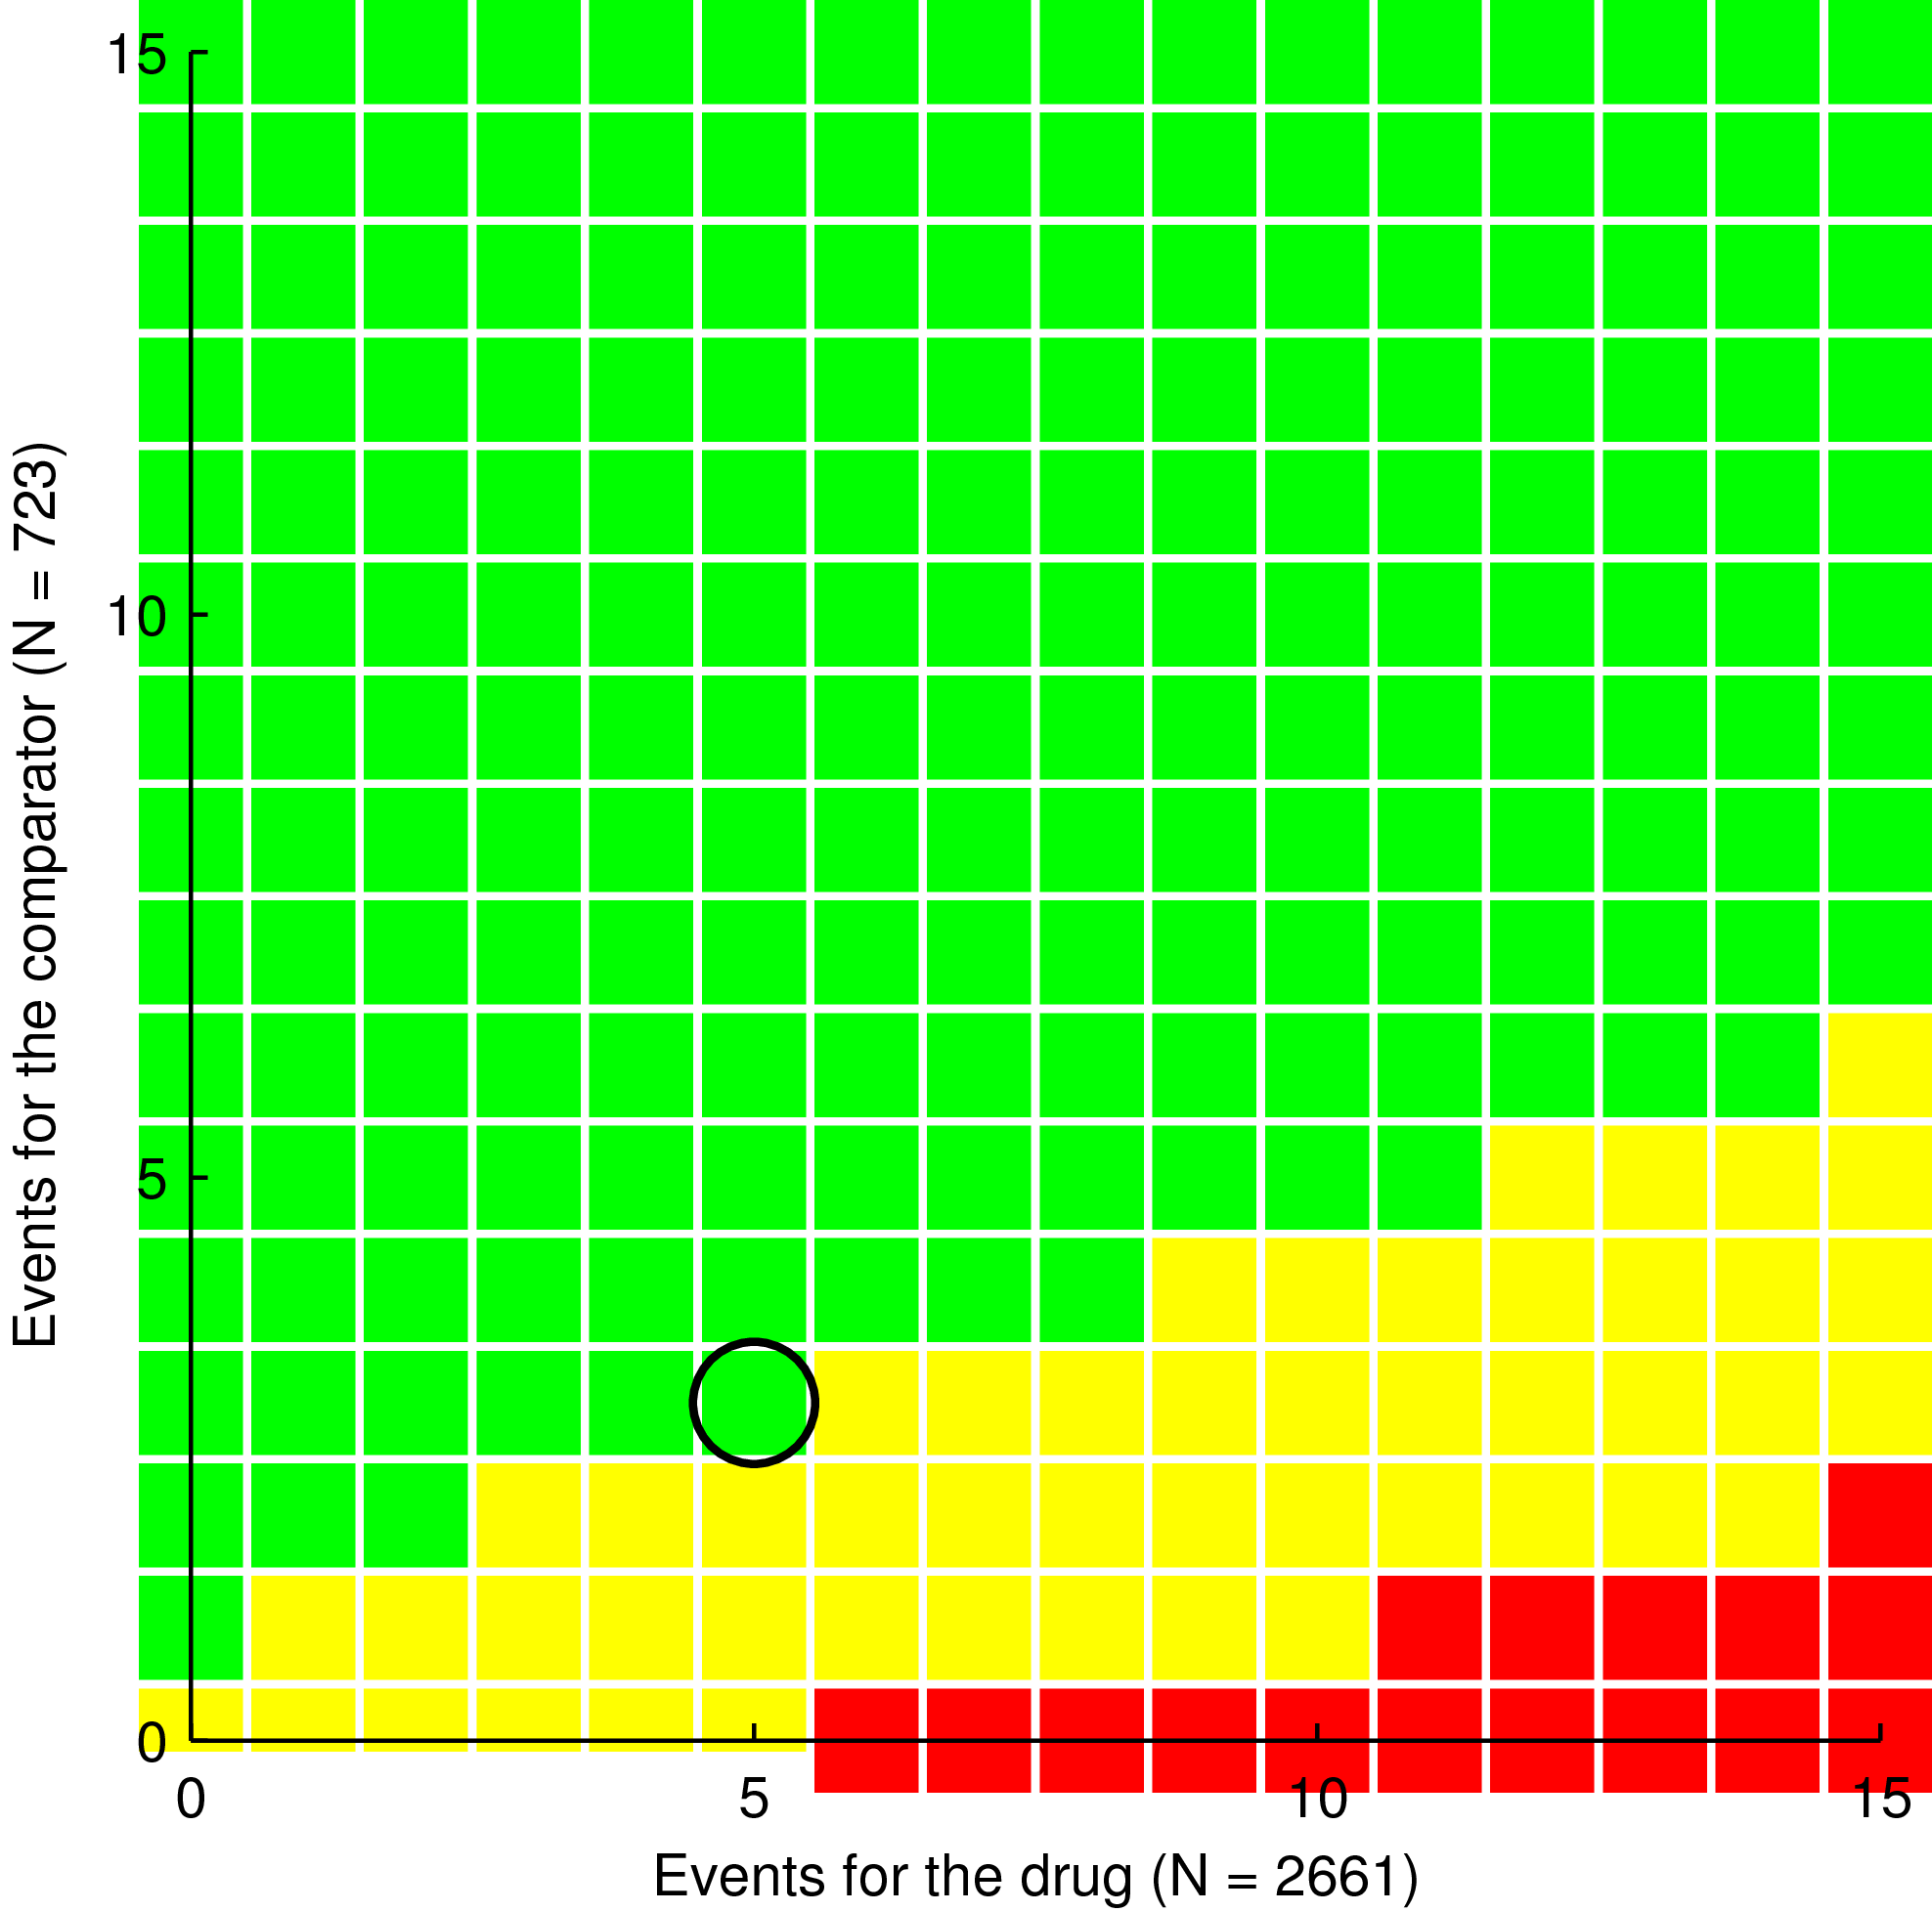 15
10
5
0
Events for the comparator (N = 723)
0 5 10 15
Events for the drug (N = 2661)